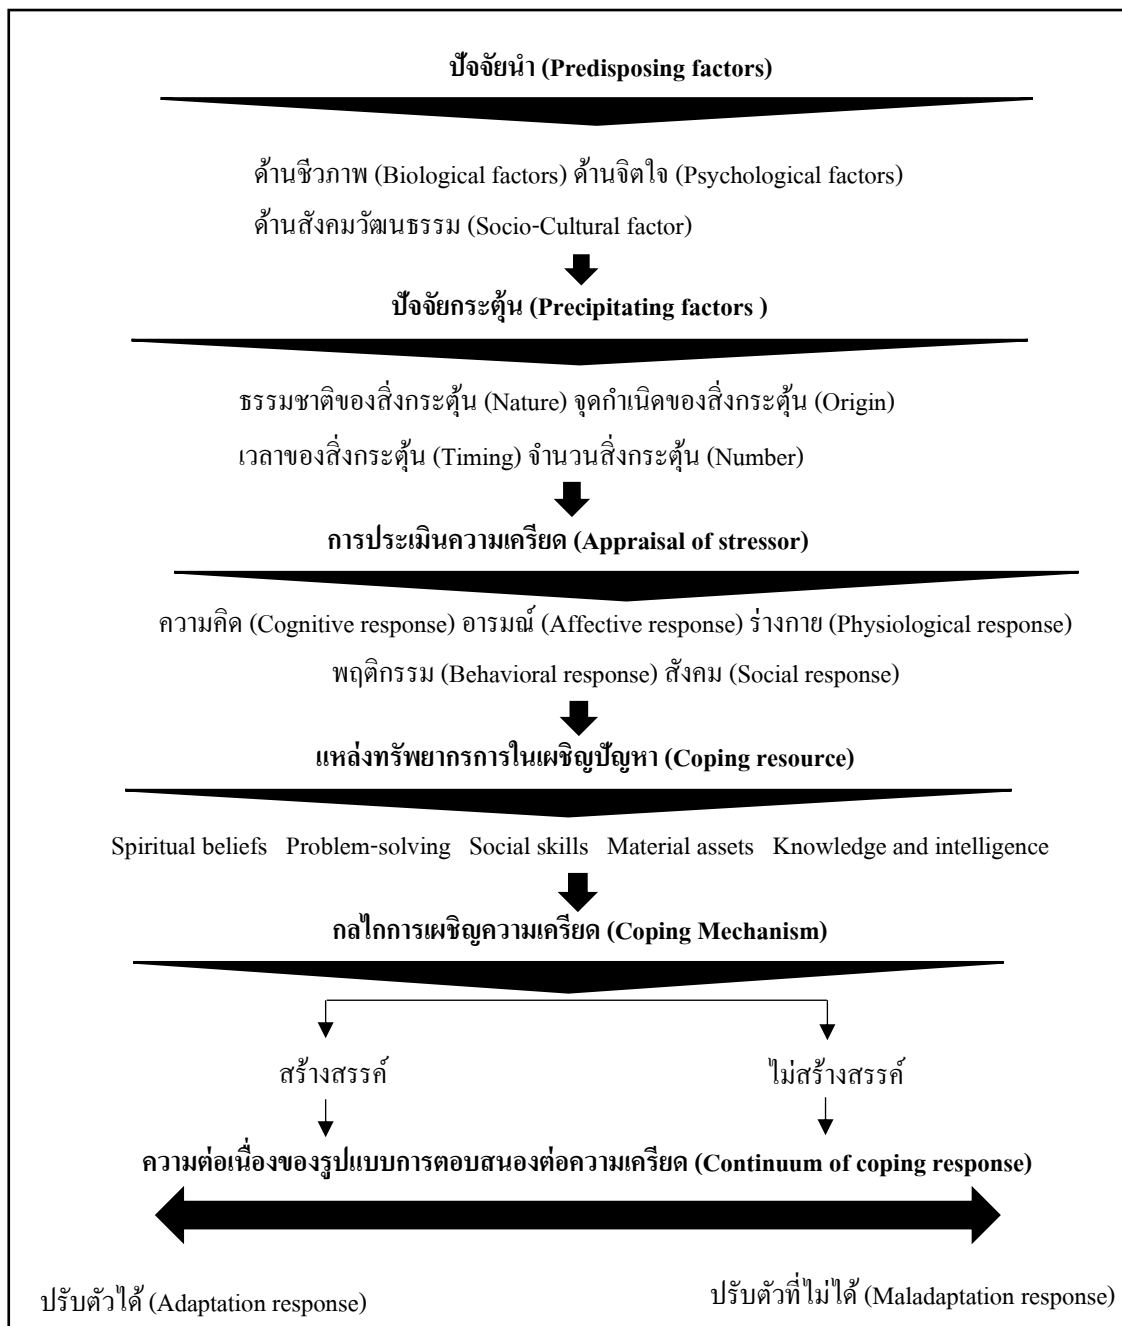 ปัจจัยนำ (Predisposing factors)
ด้านชีวภาพ (Biological factors) ด้านจิตใจ (Psychological factors)
ด้านสังคมวัฒนธรรม (Socio-Cultural factor)
ปัจจัยกระตุ้น (Precipitating factors )
ธรรมชาติของสิ่งกระตุ้น (Nature) จุดกำเนิดของสิ่งกระตุ้น (Origin)
เวลาของสิ่งกระตุ้น (Timing) จำนวนสิ่งกระตุ้น (Number)
การประเมินความเครียด (Appraisal of stressor)
ความคิด (Cognitive response) อารมณ์ (Affective response) ร่างกาย (Physiological response)
พฤติกรรม (Behavioral response) สังคม (Social response)
แหล่งทรัพยากรการในเผชิญปัญหา (Coping resource)
Spiritual beliefs Problem-solving Social skills Material assets Knowledge and intelligence
กลไกการเผชิญความเครียด (Coping Mechanism)
สร้างสรรค์ ไม่สร้างสรรค์
ความต่อเนื่องของรูปแบบการตอบสนองต่อความเครียด (Continuum of coping response)
ปรับตัวได้ (Adaptation response) ปรับตัวที่ไม่ได้ (Maladaptation response)